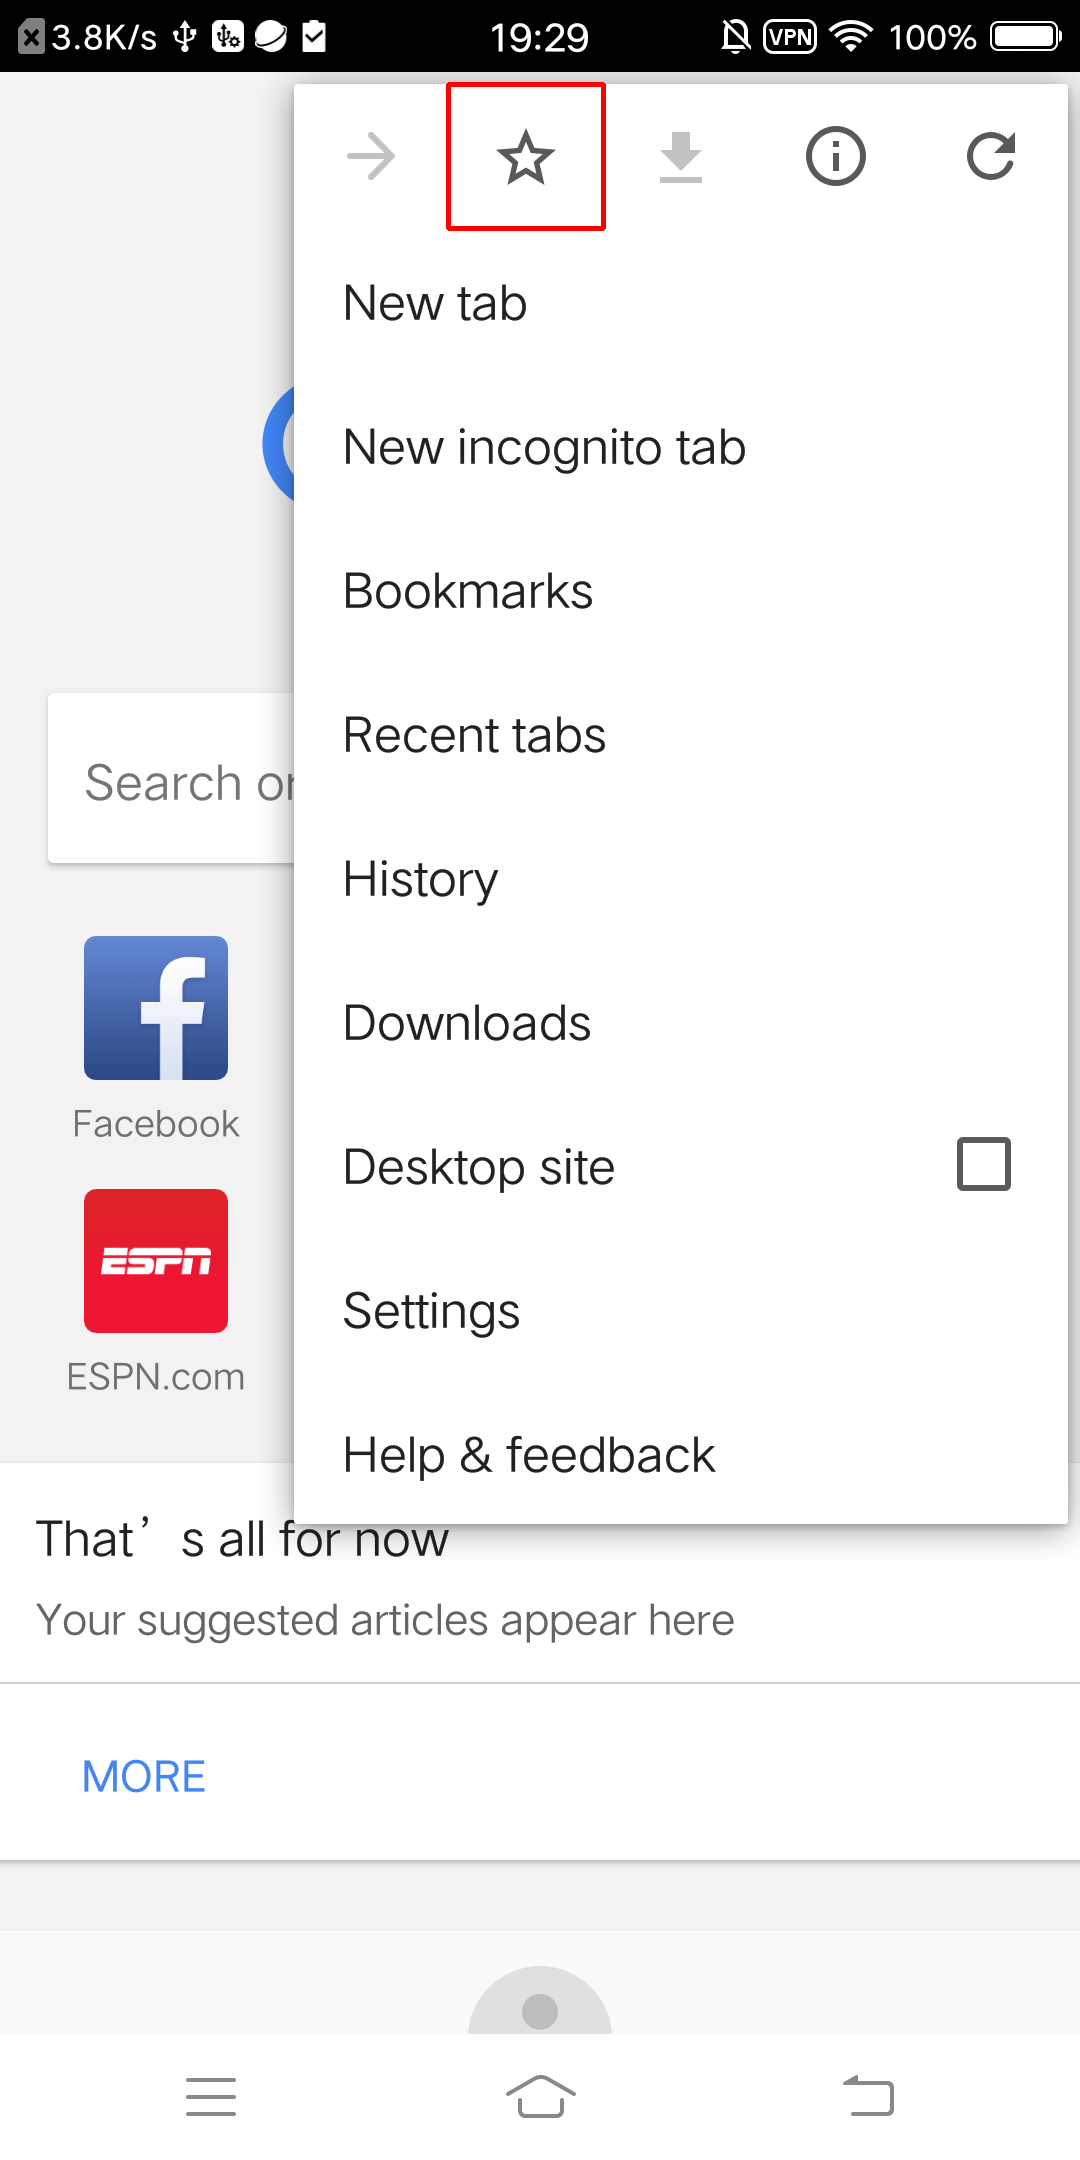 3.8K/s 19:29 VPN 100%
New tab
New incognito tab
Bookmarks
Recent tabs
Search or
History
Downloads
Facebook
Desktop site
ESPN
Settings
ESPN.com
Help & feedback
That’s all for now
Your suggested articles appear here
MORE